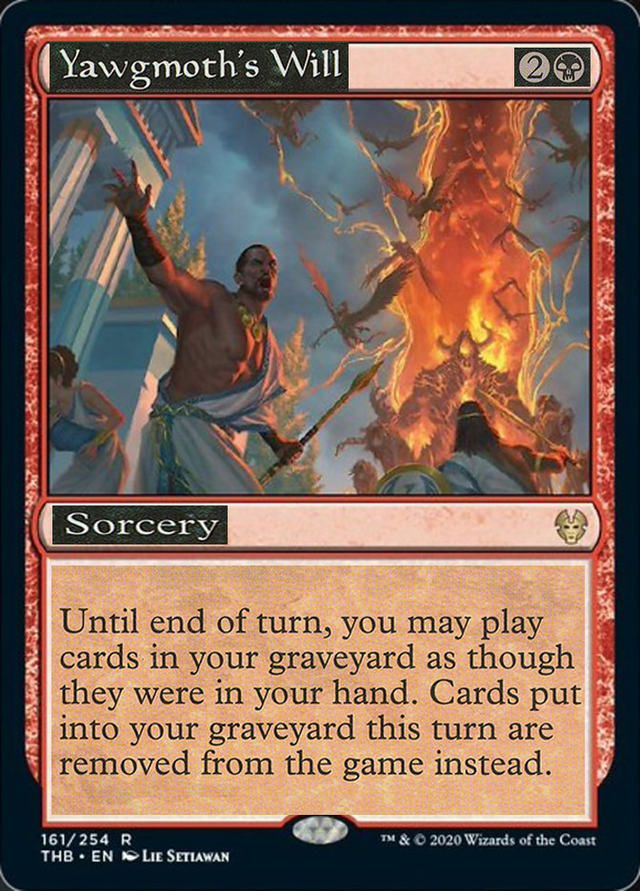 Yawgmoth's Will 2
Sorcery
Until end of turn, you may play
cards in your graveyard as though
they were in your hand. Cards put
into your graveyard this turn are
removed from the game instead.
161/254 R
™ & © 2020 Wizards of the Coast
THB • EN Lie Setiawan